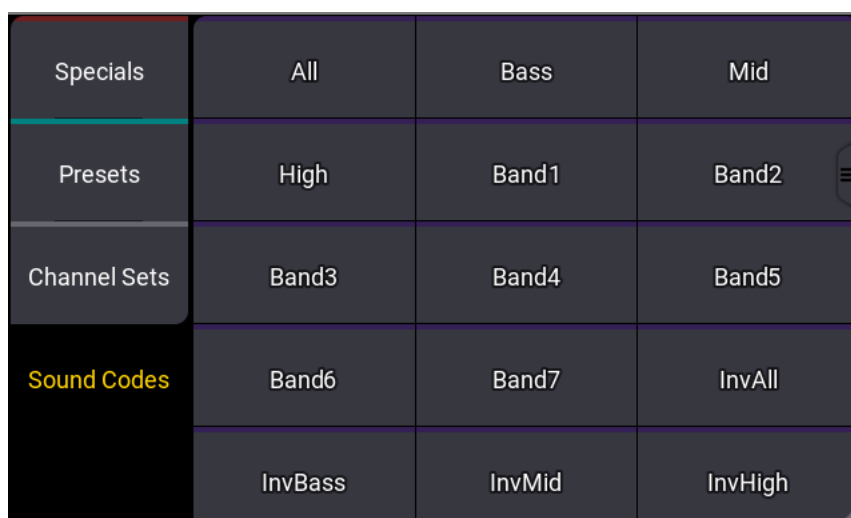 Specials All Bass Mid
Presets High Band1 Band2
Channel Sets Band3 Band4 Band5
Sound Codes Band6 Band7 InvAll
InvBass InvMid InvHigh